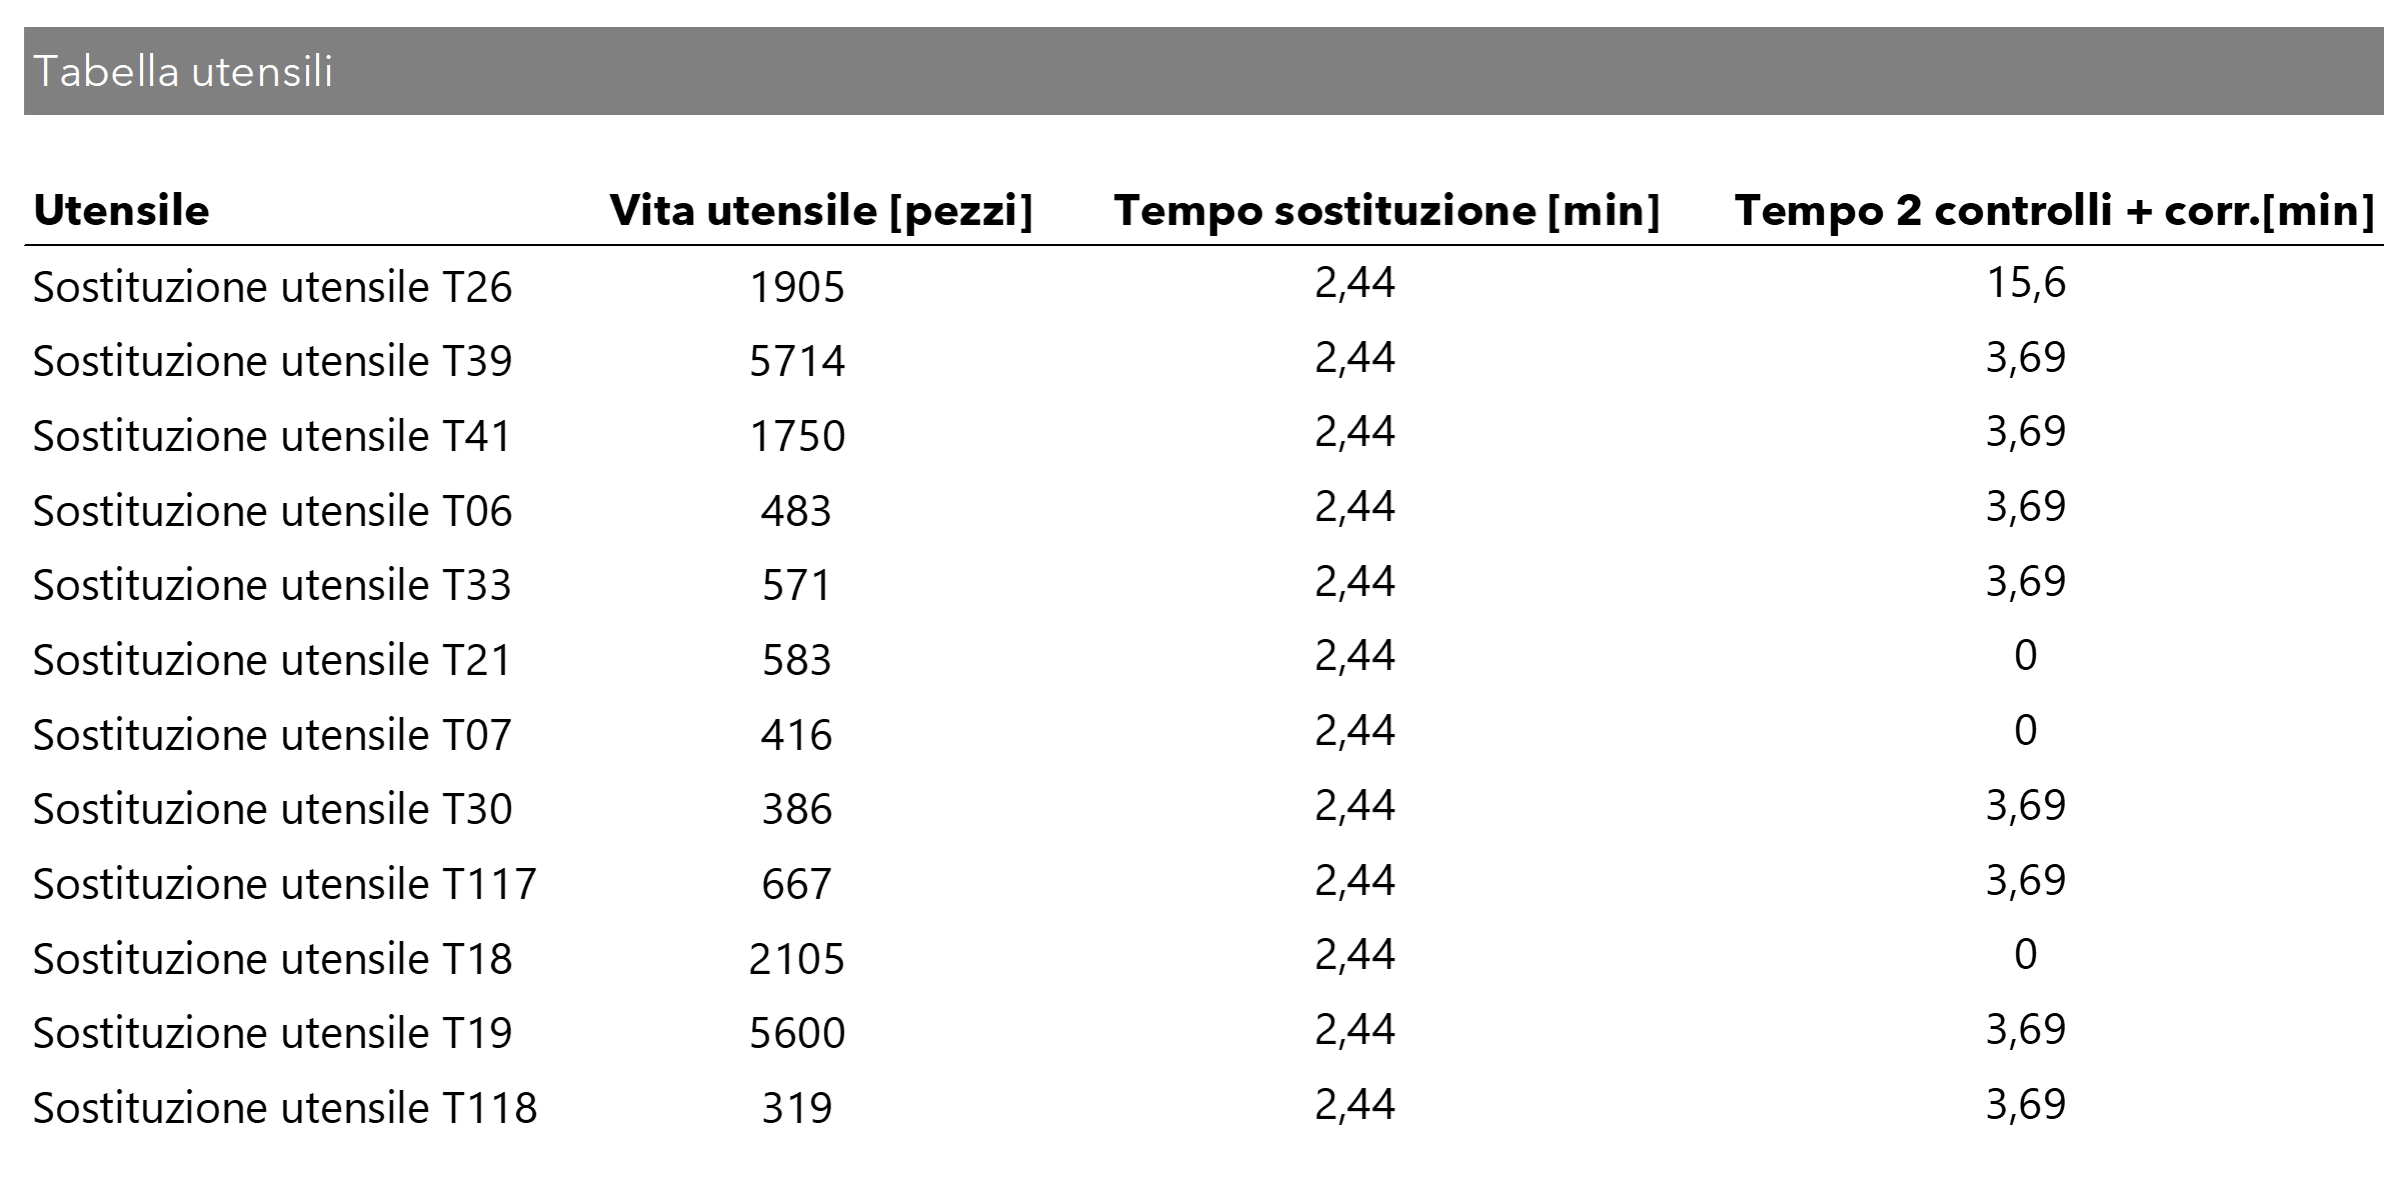 Tabella utensili
Utensile Vita utensile [pezzi] Tempo sostituzione [min] Tempo 2 controlli + corr.[min]
Sostituzione utensile T26 1905 2,44 15,6
Sostituzione utensile T39 5714 2,44 3,69
Sostituzione utensile T41 1750 2,44 3,69
Sostituzione utensile T06 483 2,44 3,69
Sostituzione utensile T33 571 2,44 3,69
Sostituzione utensile T21 583 2,44 0
Sostituzione utensile T07 416 2,44 0
Sostituzione utensile T30 386 2,44 3,69
Sostituzione utensile T117 667 2,44 3,69
Sostituzione utensile T18 2105 2,44 0
Sostituzione utensile T19 5600 2,44 3,69
Sostituzione utensile T118 319 2,44 3,69